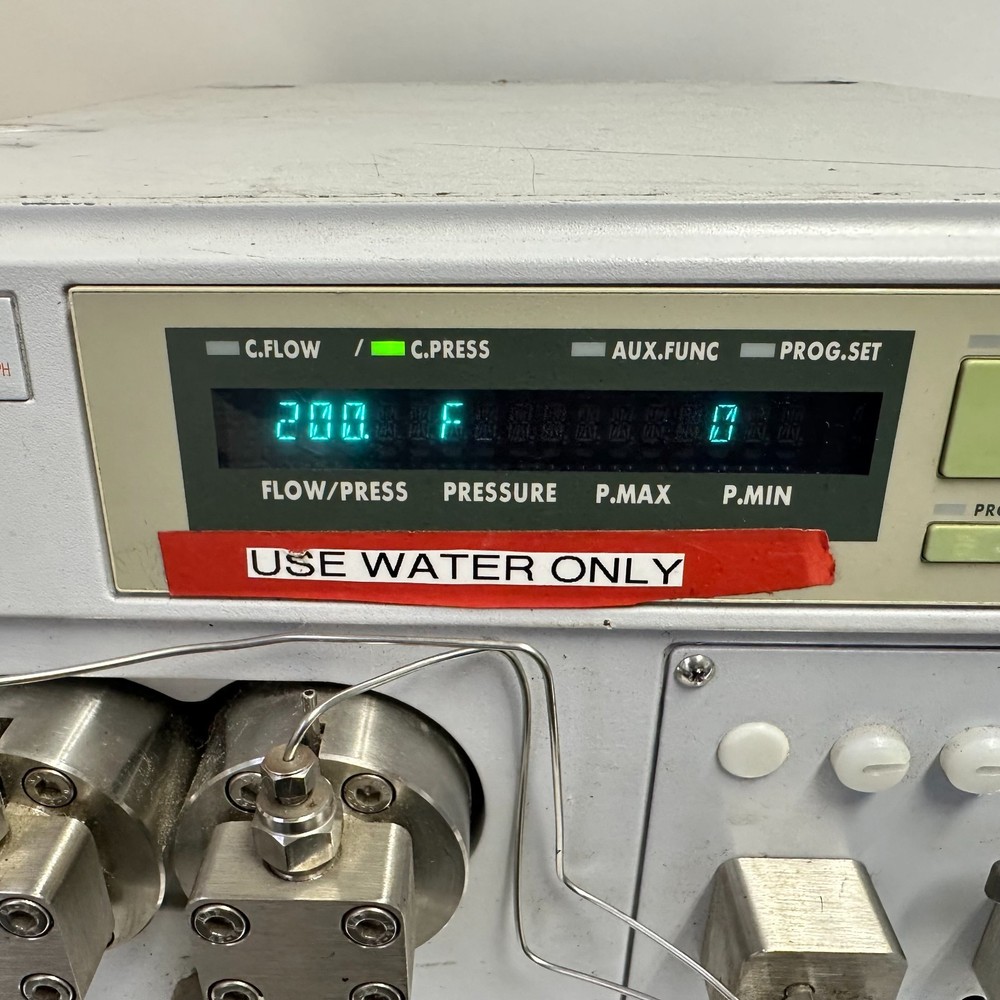 C.FLOW / C.PRESS AUX.FUNC PROG.SET
200. F 0
FLOW/PRESS PRESSURE P.MAX P.MIN
USE WATER ONLY